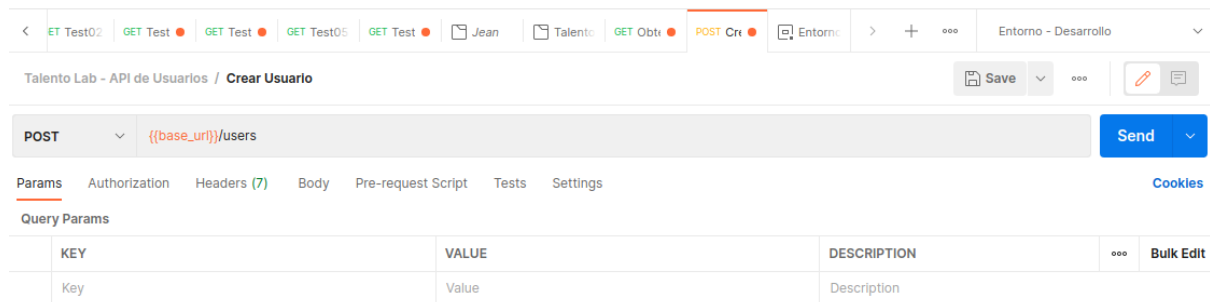 ET Test02 GET Test GET Test GET Test05 GET Test Jean Talento GET Obte POST Cre Entorno Entorno - Desarrollo
Talento Lab - API de Usuarios / Crear Usuario Save
POST {{base_url}}/users Send
Params Authorization Headers (7) Body Pre-request Script Tests Settings Cookies
Query Params
KEY VALUE DESCRIPTION Bulk Edit
Key Value Description